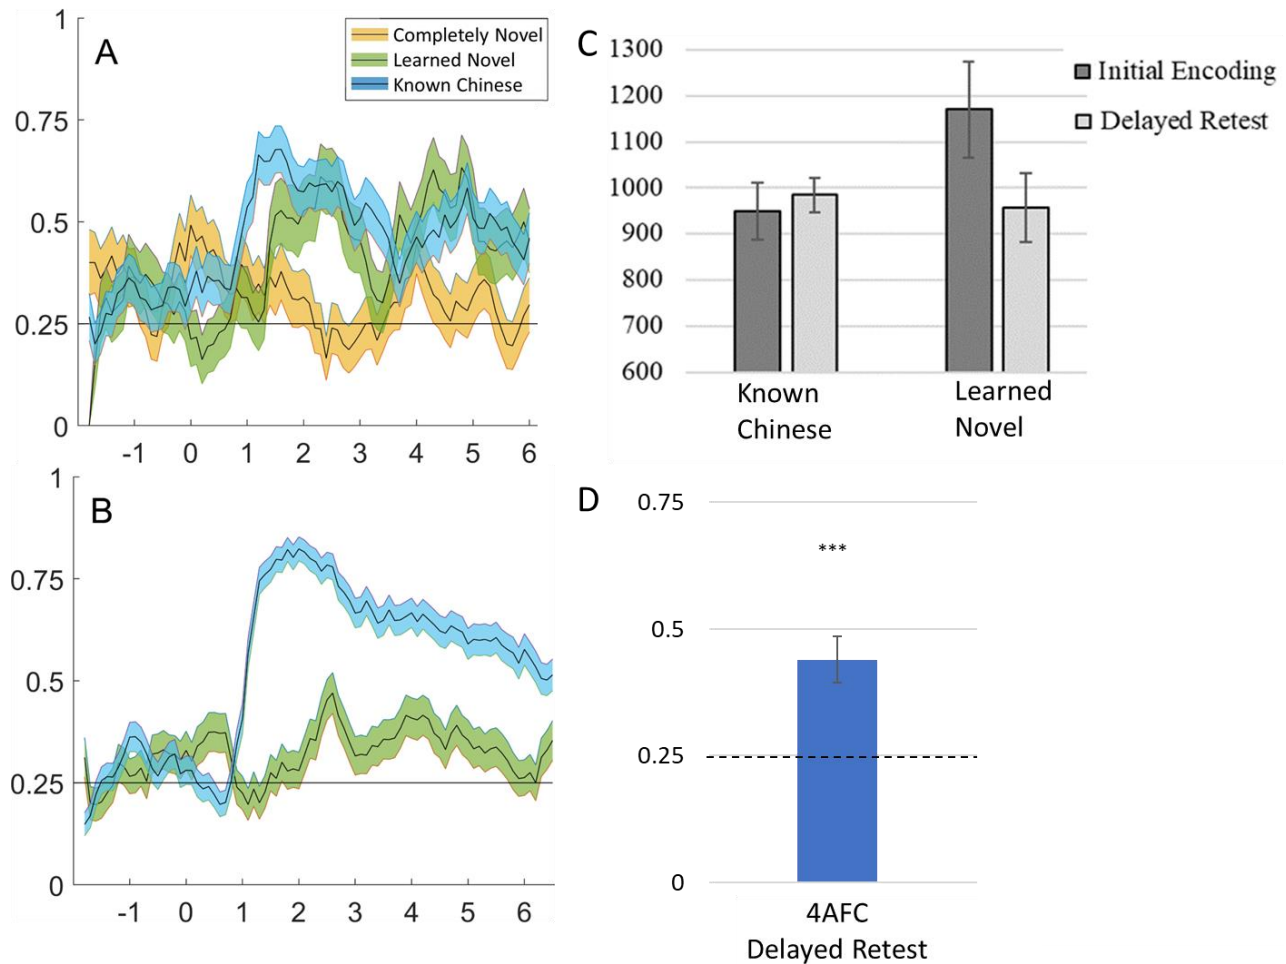 A
Completely Novel
Learned Novel
Known Chinese
1
0.75
0.5
0.25
0
-1 0 1 2 3 4 5 6
B
1
0.75
0.5
0.25
0
-1 0 1 2 3 4 5 6
C
1300
1200
1100
1000
900
800
700
600
Initial Encoding
Delayed Retest
Known
Chinese
Learned
Novel
D
0.75
***
0.5
0.25
0
4AFC
Delayed Retest